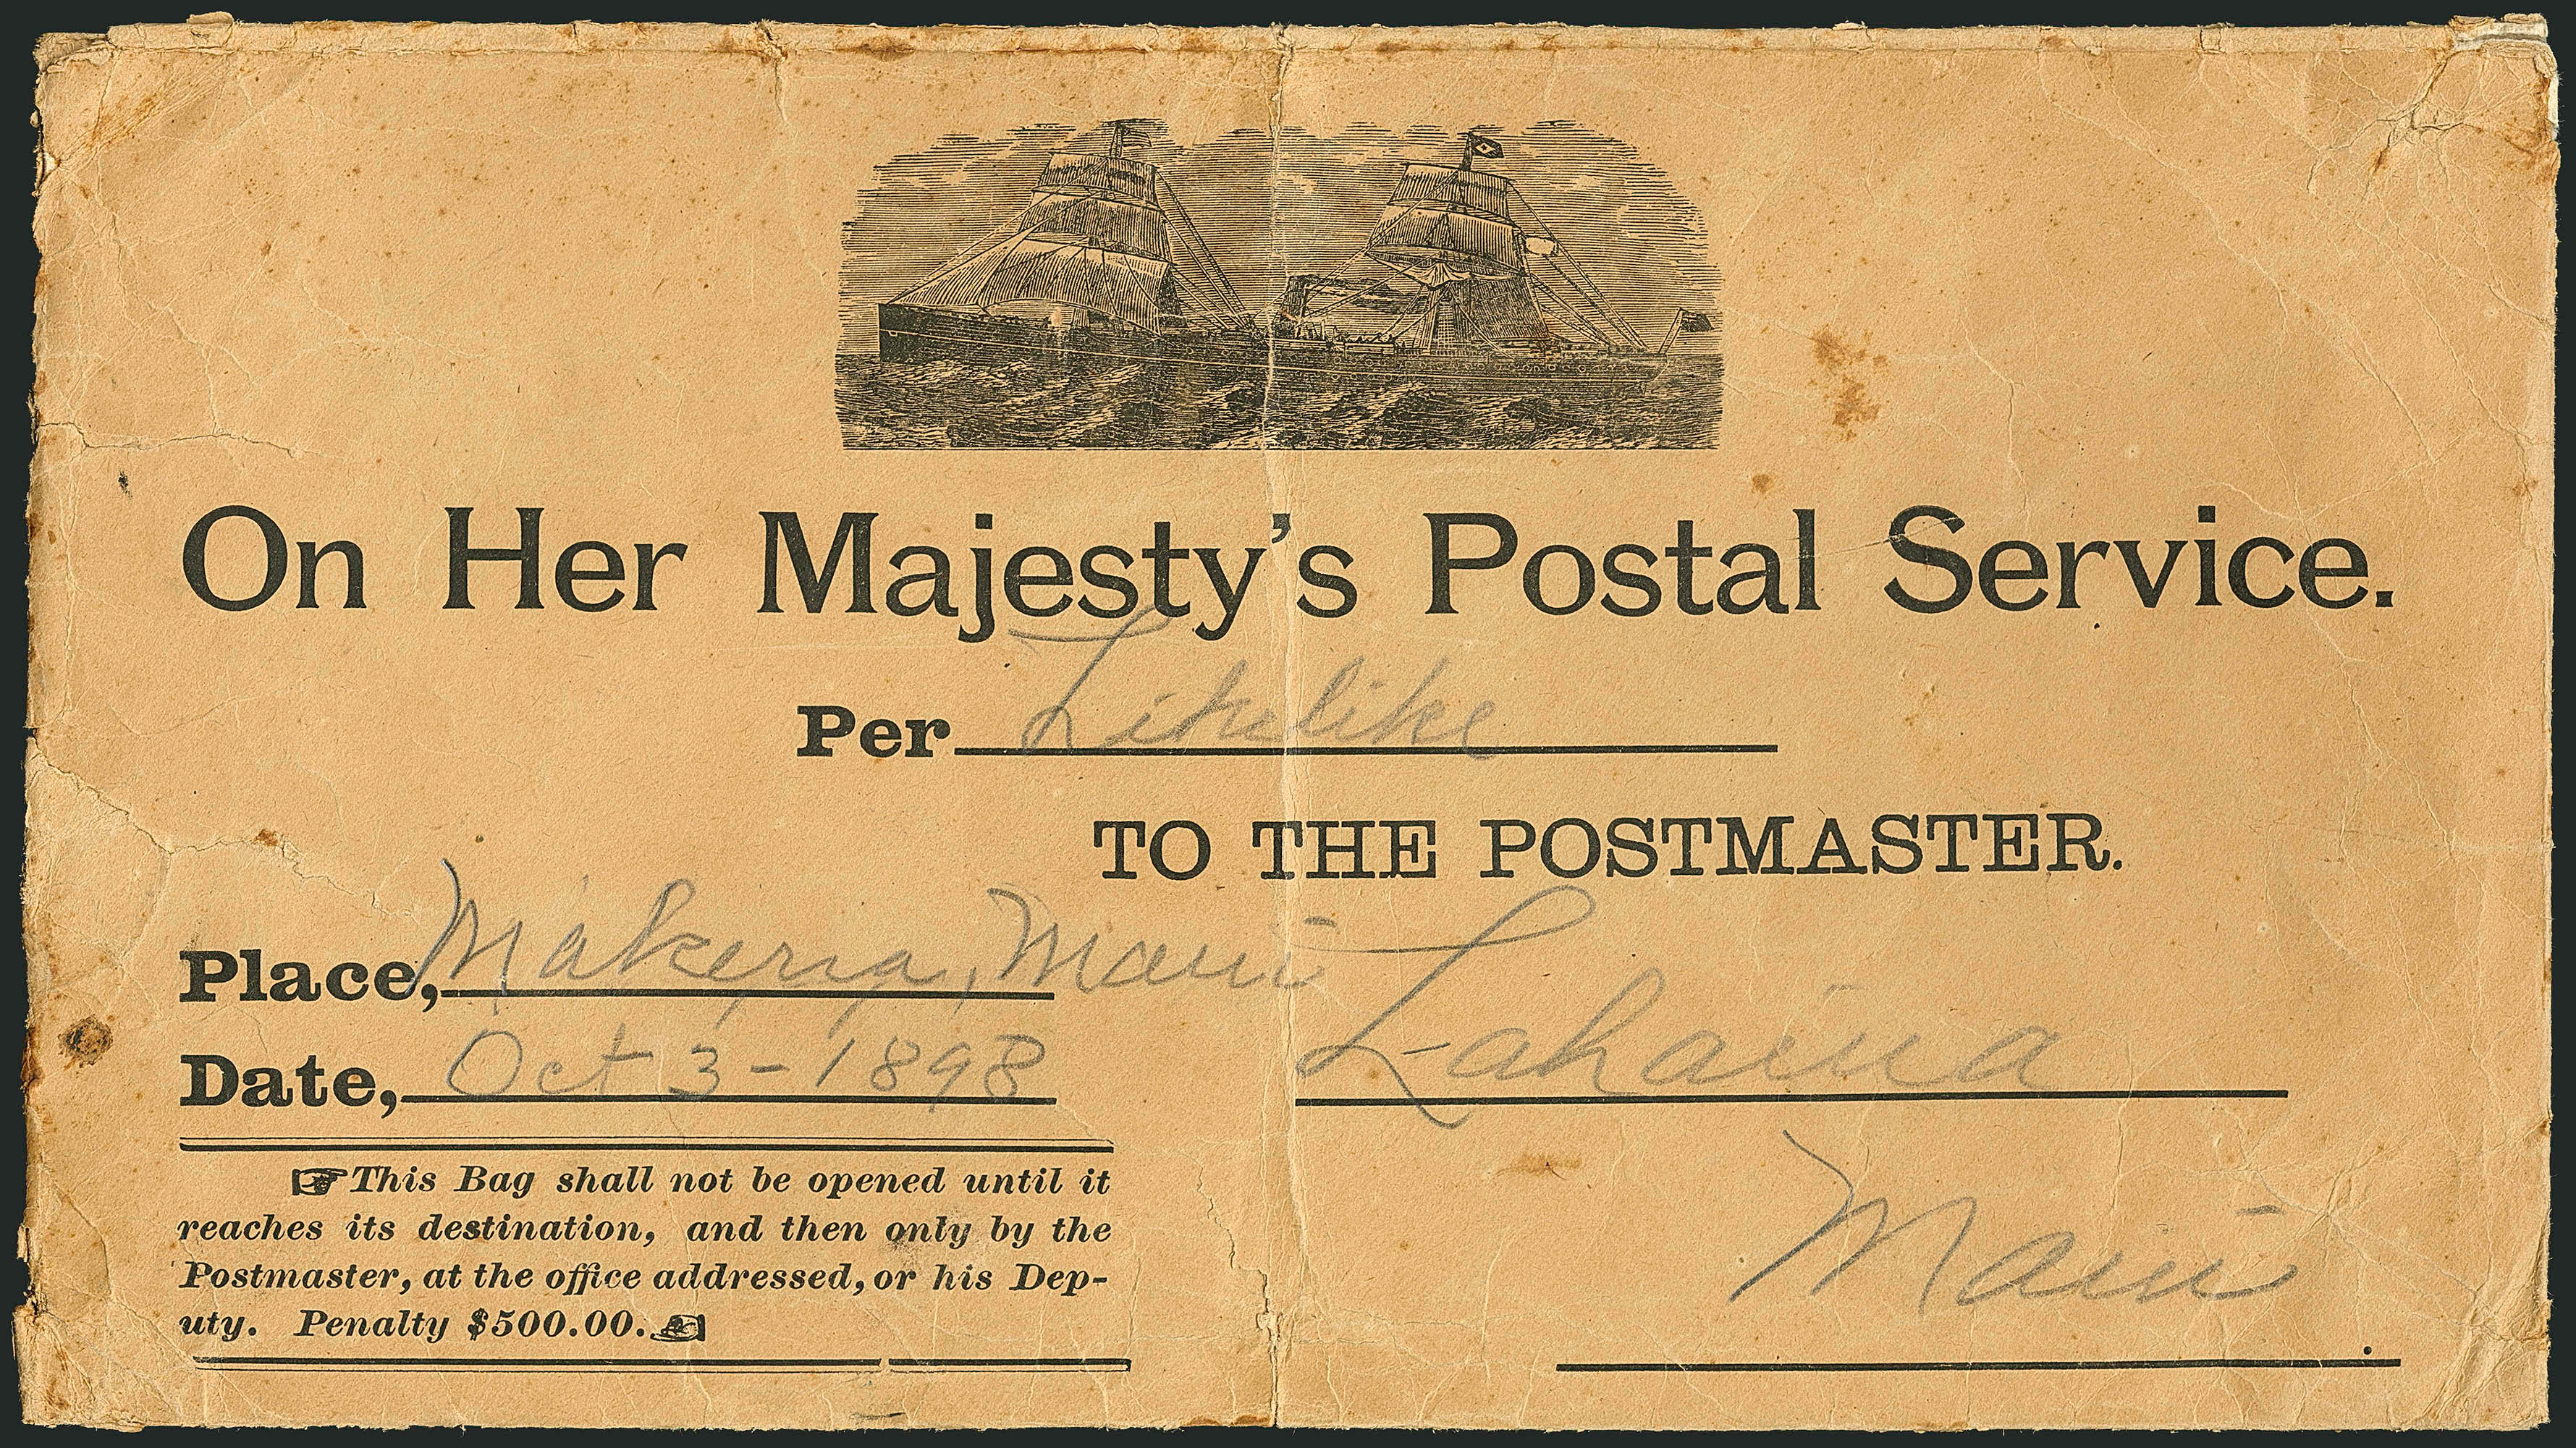 On Her Majesty's Postal Service.
Per Likelike
TO THE POSTMASTER.
Place, Makena, Maui
Lahaina
Date, Oct 3 - 1898
Maui
This Bag shall not be opened until it
reaches its destination, and then only by the
Postmaster, at the office addressed, or his Dep-
uty. Penalty $500.00.